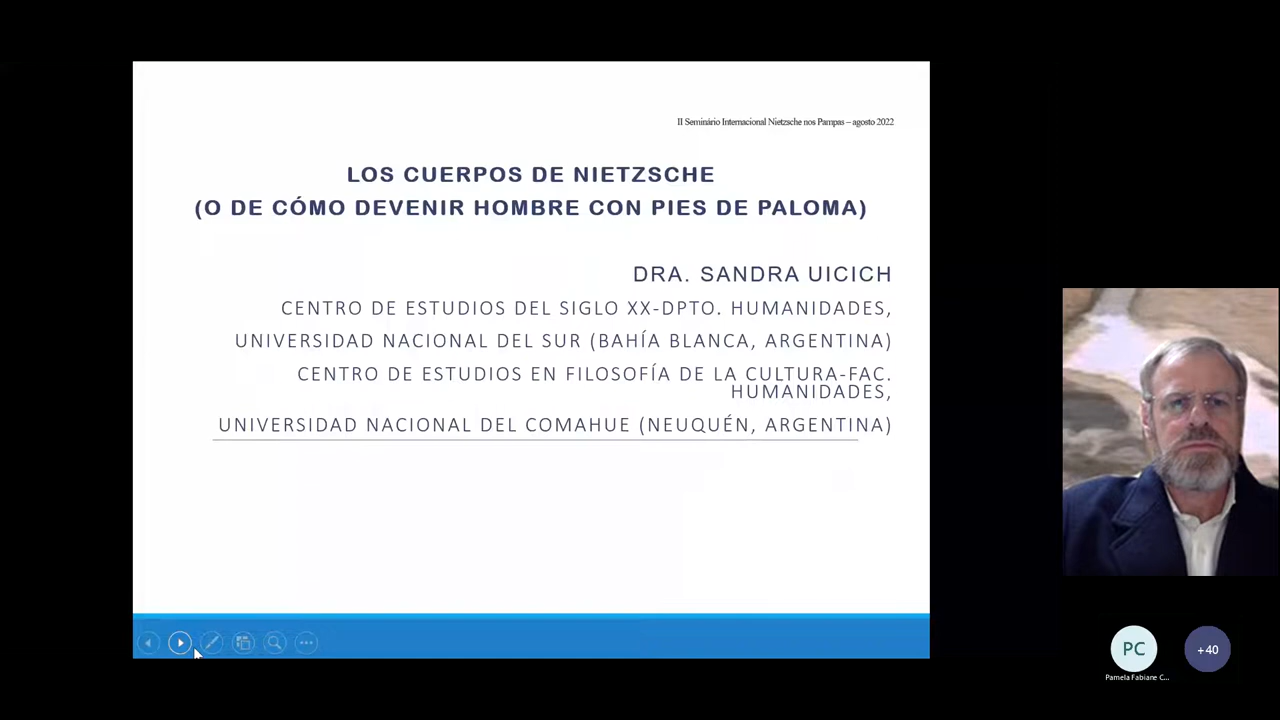 II Seminário Internacional Nietzsche nos Pampas – agosto 2022
LOS CUERPOS DE NIETZSCHE
(O DE CÓMO DEVENIR HOMBRE CON PIES DE PALOMA)
DRA. SANDRA UICICH
CENTRO DE ESTUDIOS DEL SIGLO XX-DPTO. HUMANIDADES,
UNIVERSIDAD NACIONAL DEL SUR (BAHÍA BLANCA, ARGENTINA)
CENTRO DE ESTUDIOS EN FILOSOFÍA DE LA CULTURA-FAC.
HUMANIDADES,
UNIVERSIDAD NACIONAL DEL COMAHUE (NEUQUÉN, ARGENTINA)
PC
+40
Pamela Fabiane C...